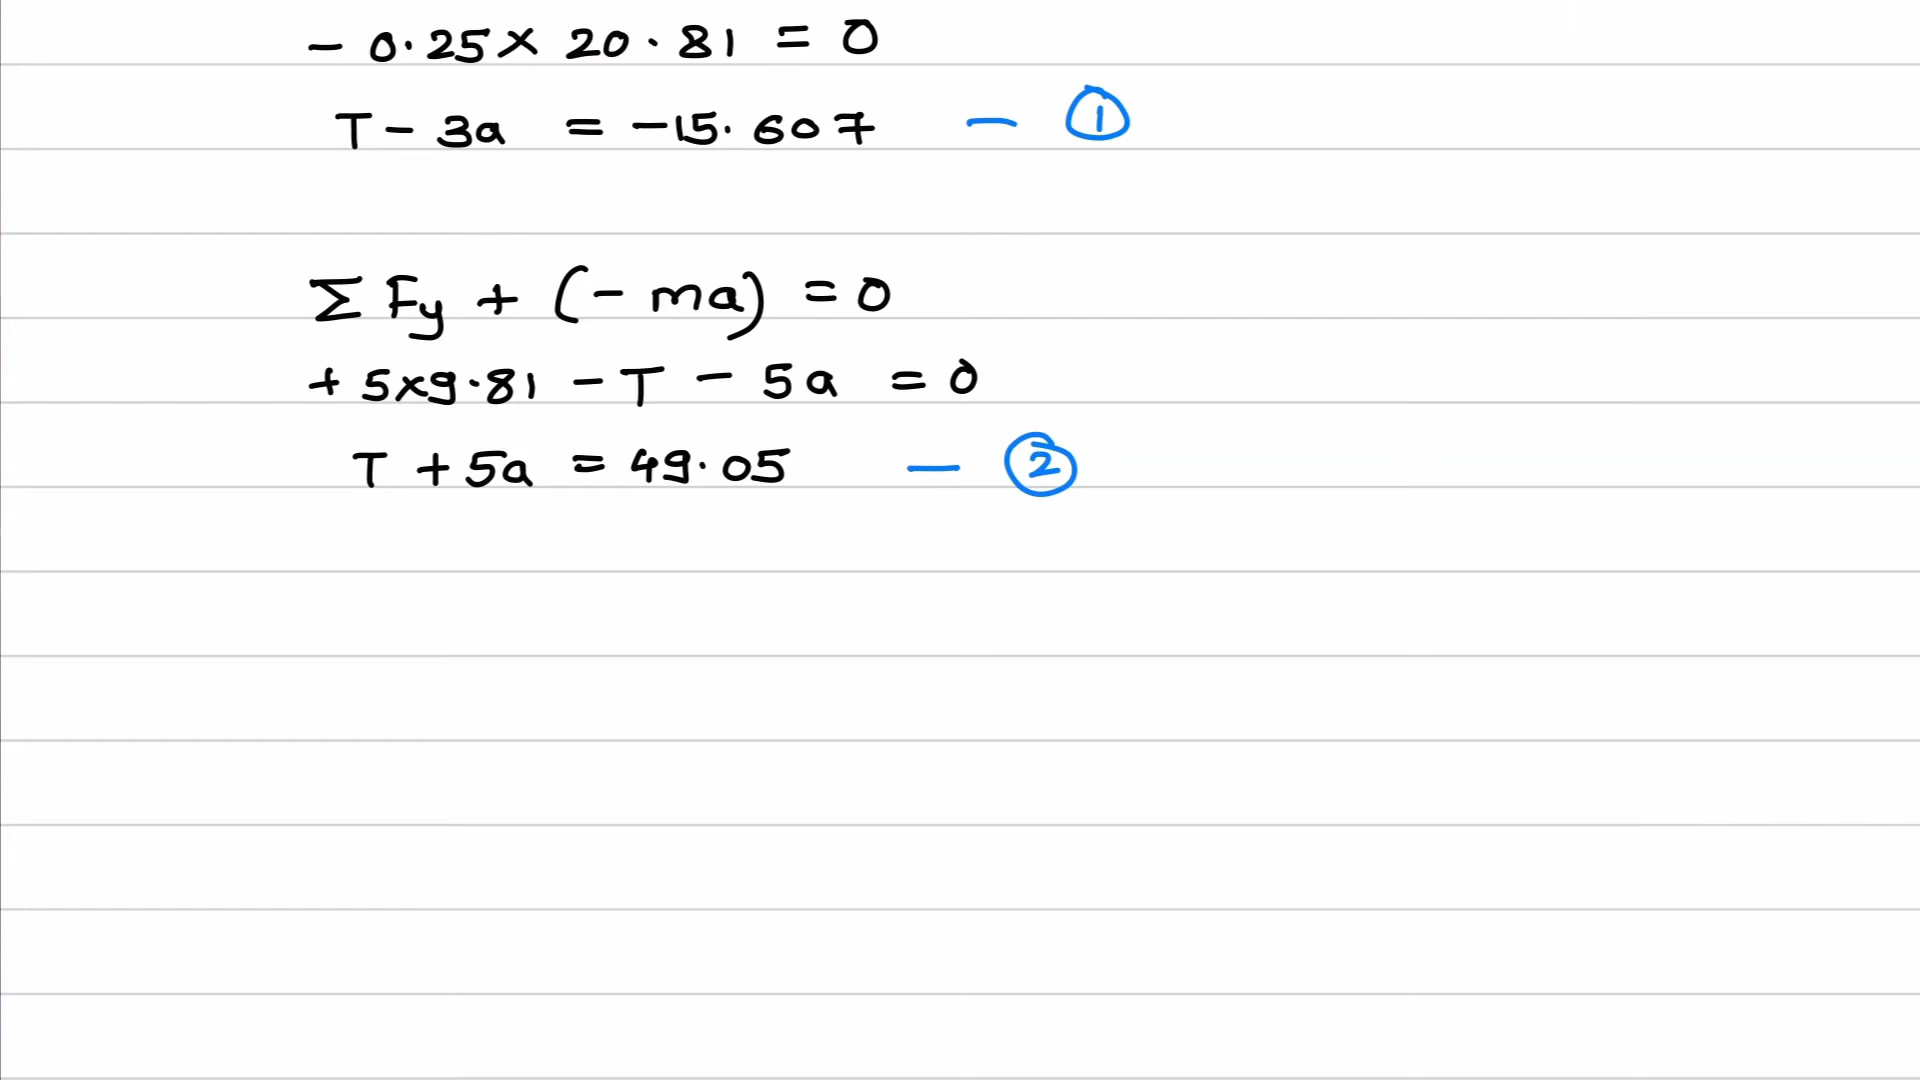 - 0.25× 20.81 = 0
T - 3a = -15.607 - ①
Σ Fy + (- ma) = 0
+ 5×9.81 - T - 5a = 0
T + 5a = 49.05 - ②